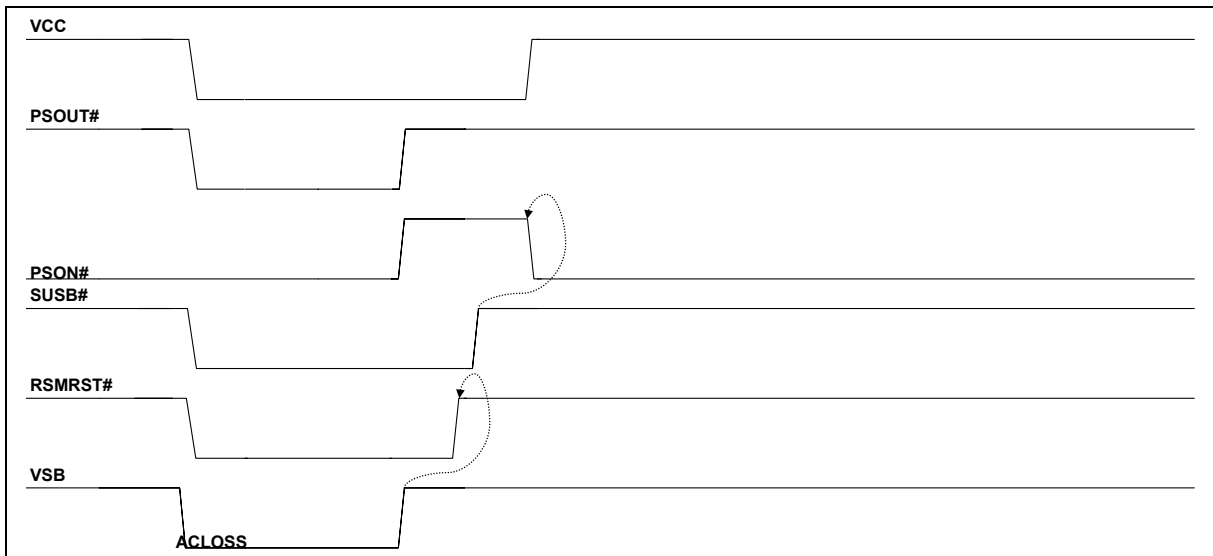 VCC
PSOUT#
PSON#
SUSB#
RSMRST#
VSB
ACLOSS